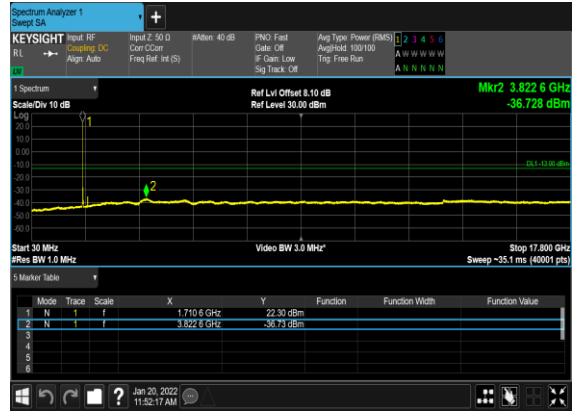 Spectrum Analyzer 1
Swept SA
+
KEYSIGHT Input: RF Input Z: 50 Ω #Atten: 40 dB PNO: Fast Avg Type: Power (RMS) 1 2 3 4 5 6
RL Coupling: DC Corr CCorr Gate: Off Avg|Hold: 100/100 A W W W W W
Align: Auto Freq Ref: Int (S) IF Gain: Low Trig: Free Run
Sig Track: Off A N N N N N
1 Spectrum Ref Lvl Offset 8.10 dB Mkr2 3.822 6 GHz
Scale/Div 10 dB Ref Level 30.00 dBm -36.728 dBm
Log
1
20.0
10.0
0.00
-10.0 DL1 -13.00 dBm
-20.0
-30.0 2
-40.0
-50.0
-60.0
Start 30 MHz Video BW 3.0 MHz* Stop 17.800 GHz
#Res BW 1.0 MHz Sweep ~35.1 ms (40001 pts)
5 Marker Table
Mode Trace Scale X Y Function Function Width Function Value
1 N 1 f 1.710 6 GHz 22.30 dBm
2 N 1 f 3.822 6 GHz -36.73 dBm
3
4
5
6
? Jan 20, 2022
11:52:17 AM